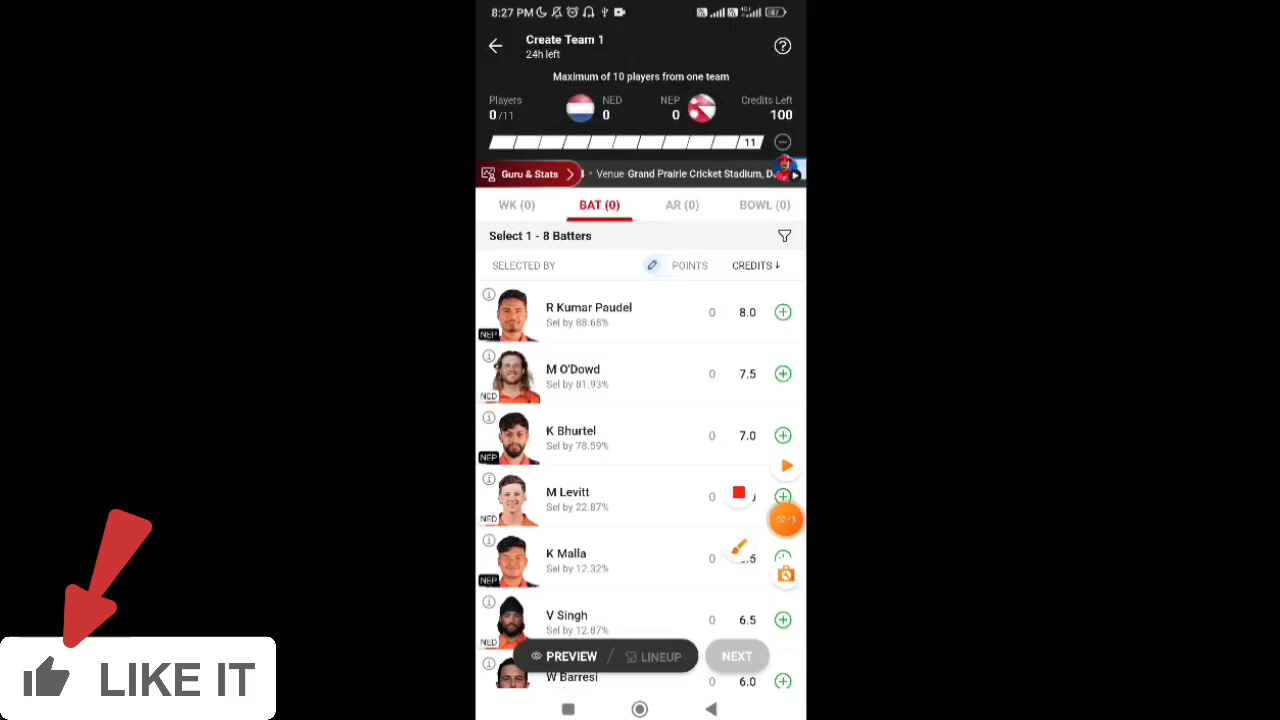 8:27 PM
Create Team 1
24h left
Maximum of 10 players from one team
Players
0/11
NED
0
NEP
0
Credits Left
100
11
Guru & Stats
Venue Grand Prairie Cricket Stadium,
WK (0)
BAT (0)
AR (0)
BOWL (0)
Select 1 - 8 Batters
SELECTED BY
POINTS
CREDITS↓
R Kumar Paudel
Sel by 88.68%
NEP
0
8.0
M O'Dowd
Sel by 81.93%
NED
0
7.5
K Bhurtel
Sel by 78.59%
NEP
0
7.0
M Levitt
Sel by 22.87%
NED
0
K Malla
Sel by 12.32%
NEP
0
V Singh
Sel by 12.87%
NED
0
6.5
W Barresi
0
6.0
PREVIEW / LINEUP
NEXT
LIKE IT